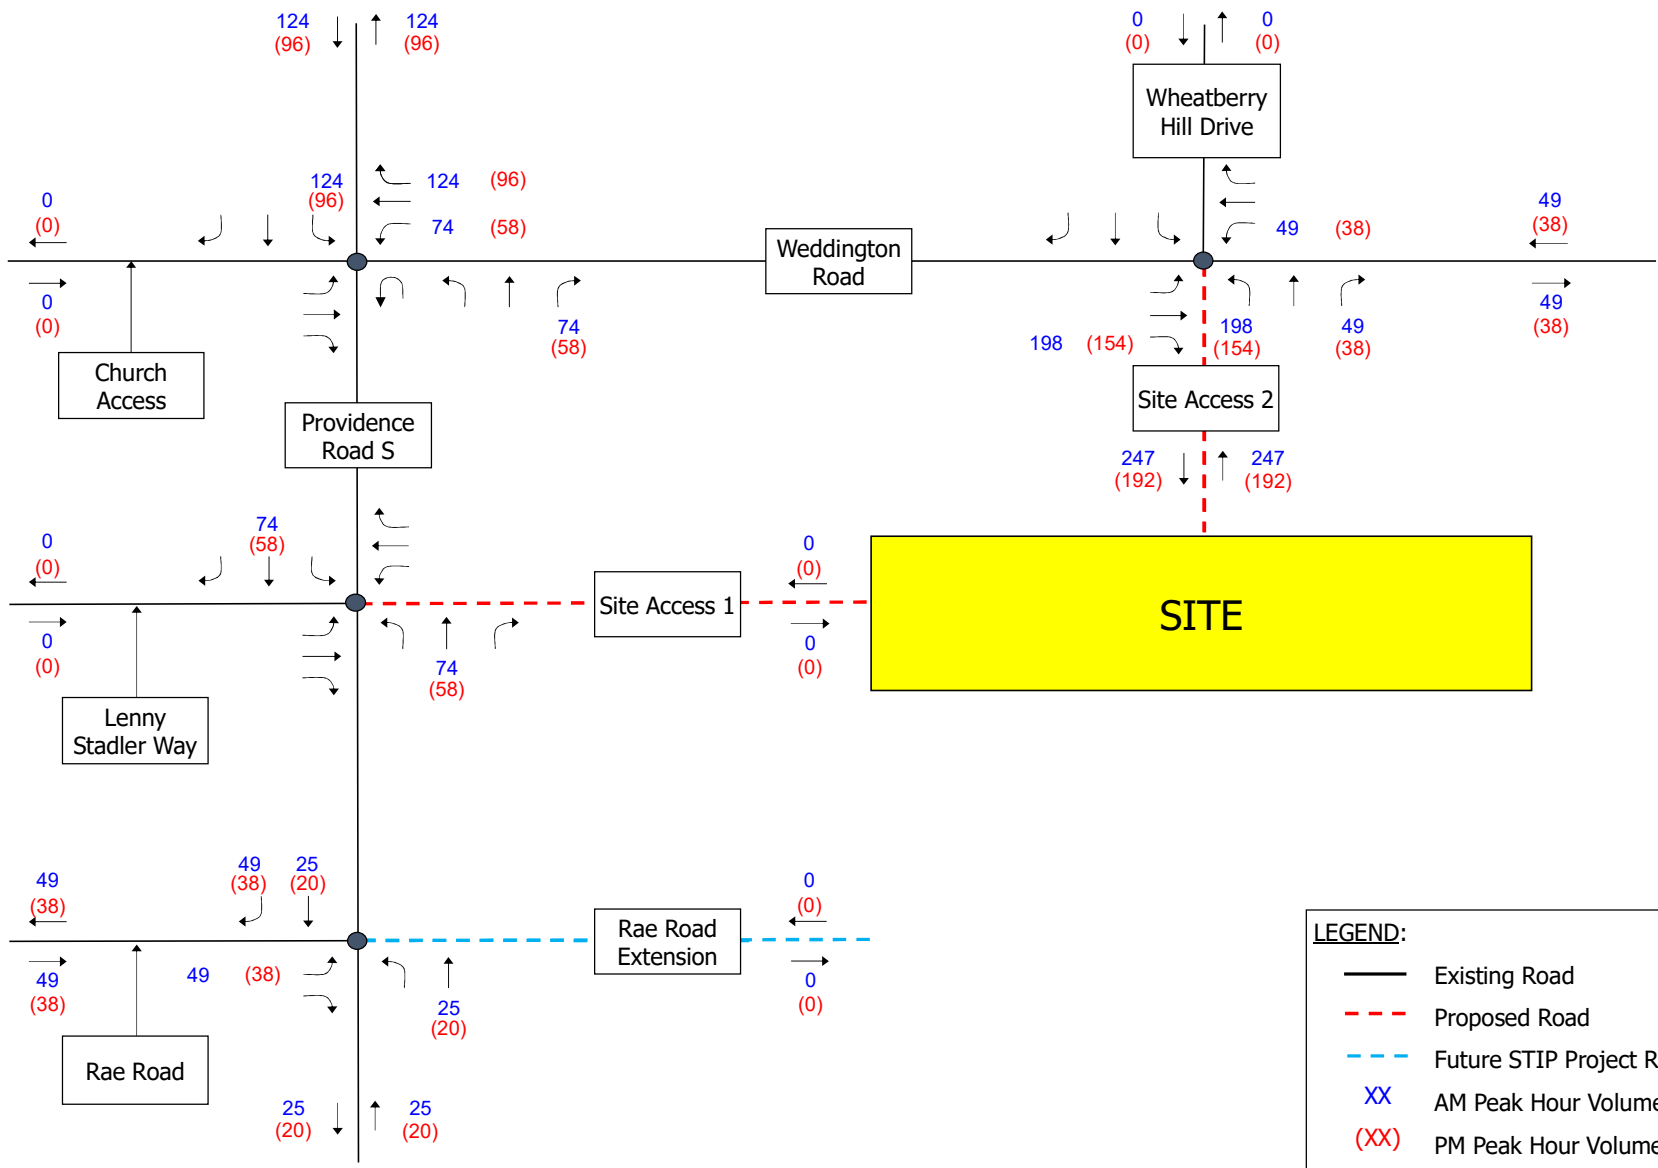 124
(96)
124
(96)
0
(0)
0
(0)
Wheatberry
Hill Drive
124
(96)
124 (96)
74 (58)
0
(0)
0
(0)
74
(58)
Weddington
Road
49 (38)
49
(38)
49
(38)
198 (154)
198
(154)
49
(38)
Church
Access
Providence
Road S
Site Access 2
247
(192)
247
(192)
74
(58)
0
(0)
0
(0)
74
(58)
Site Access 1
0
(0)
0
(0)
SITE
Lenny
Stadler Way
49
(38)
25
(20)
49
(38)
49
(38)
49 (38)
25
(20)
Rae Road
Extension
0
(0)
0
(0)
Rae Road
25
(20)
25
(20)
LEGEND:
Existing Road
Proposed Road
Future STIP Project R
XX AM Peak Hour Volume
(XX) PM Peak Hour Volume